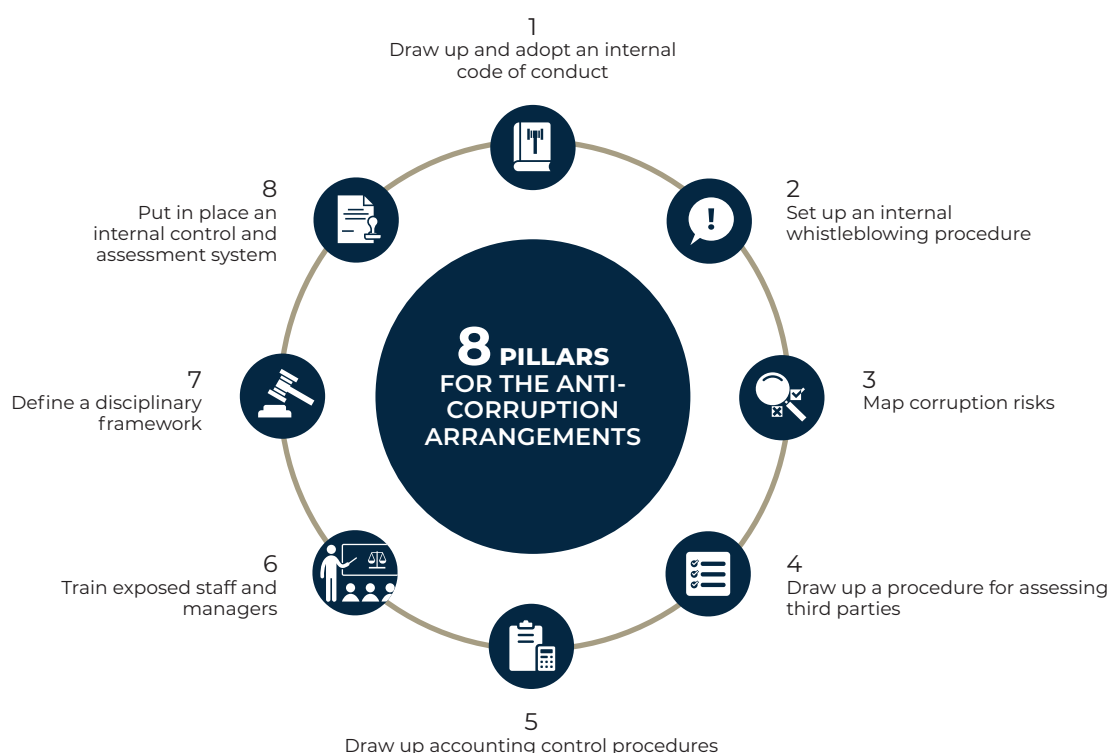 1
Draw up and adopt an internal
code of conduct
2
Set up an internal
whistleblowing procedure
3
Map corruption risks
4
Draw up a procedure for assessing
third parties
5
Draw up accounting control procedures
6
Train exposed staff and
managers
7
Define a disciplinary
framework
8
Put in place an
internal control and
assessment system
8 PILLARS
FOR THE ANTI-
CORRUPTION
ARRANGEMENTS